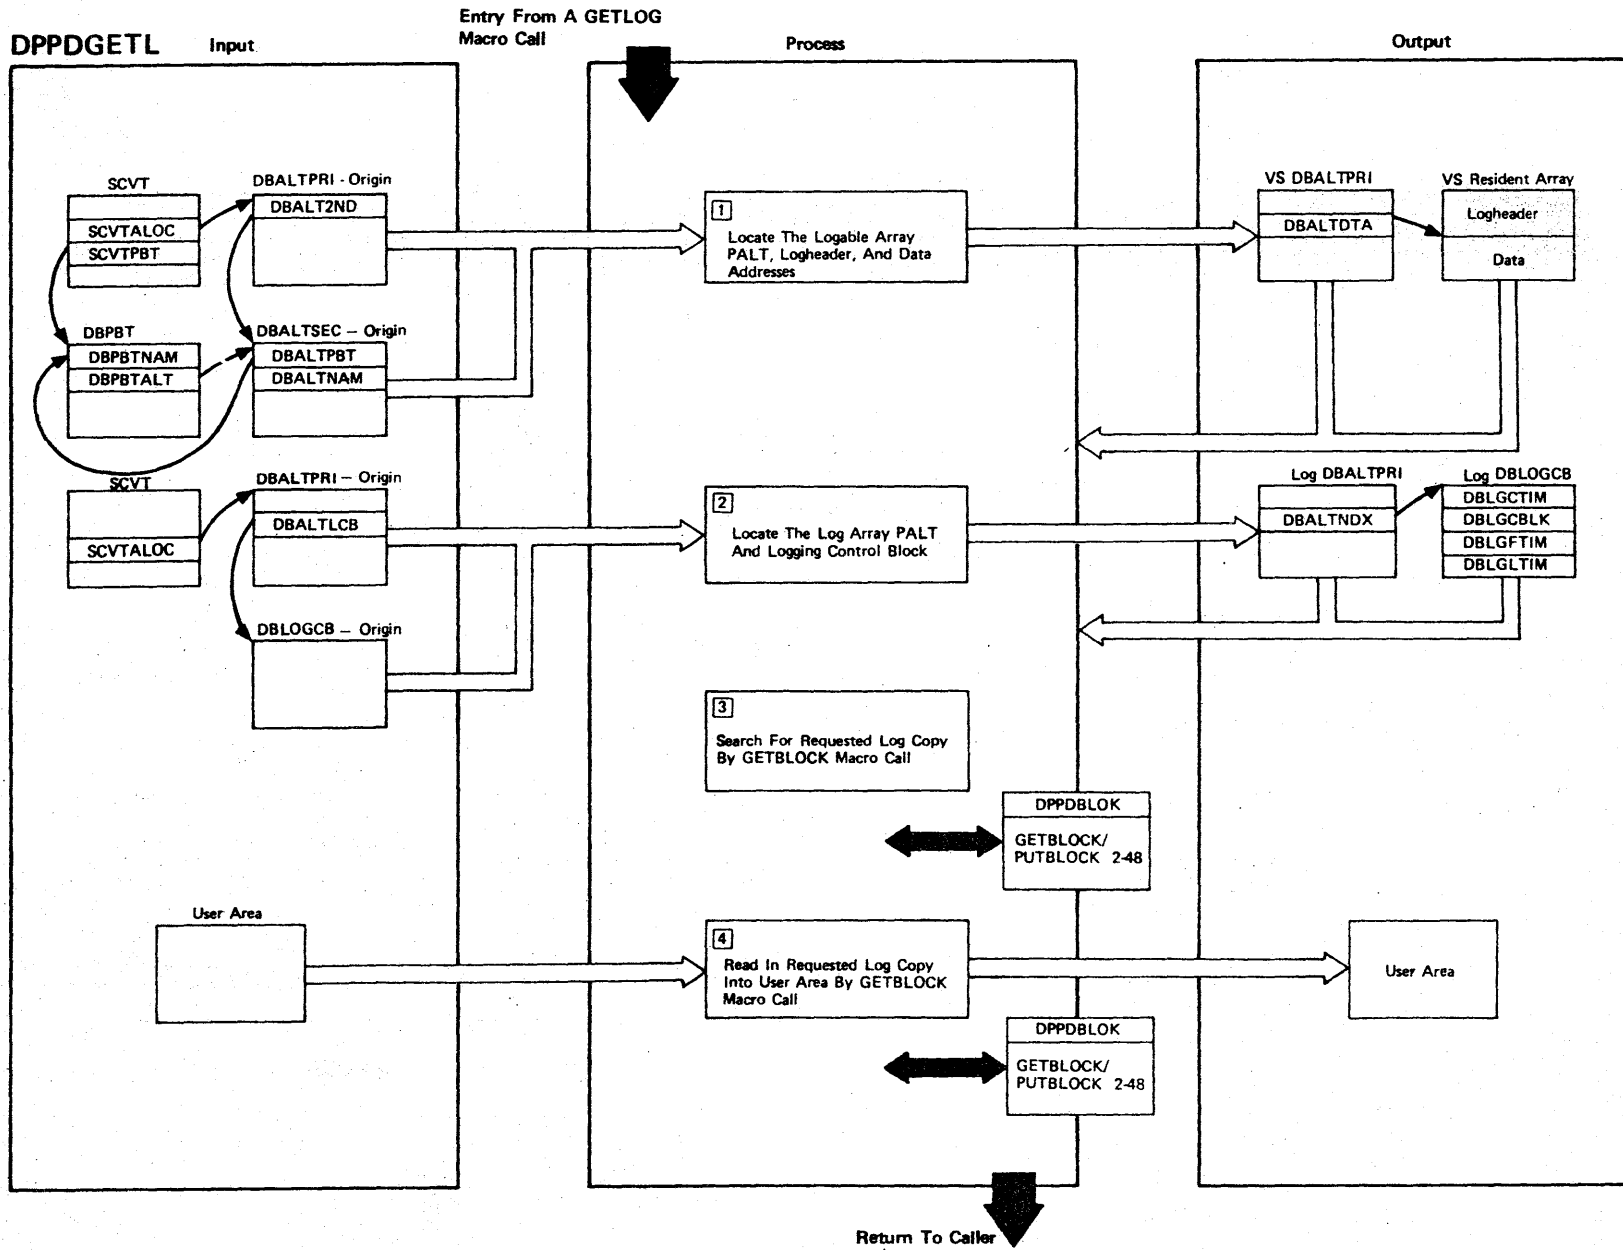 Entry From A GETLOG
Macro Call
DPPDGETL
Input
Process
Output
SCVT
SCVTALOC
SCVTPBT
DBALTPRI - Origin
DBALT2ND
DBPBT
DBPBTNAM
DBPBTALT
DBALTSEC – Origin
DBALTPBT
DBALTNAM
1
Locate The Logable Array
PALT, Logheader, And Data
Addresses
VS DBALTPRI
DBALTDTA
VS Resident Array
Logheader
Data
SCVT
SCVTALOC
DBALTPRI – Origin
DBALTLCB
DBLOGCB – Origin
2
Locate The Log Array PALT
And Logging Control Block
Log DBALTPRI
DBALTNDX
Log DBLOGCB
DBLGCTIM
DBLGCBLK
DBLGFTIM
DBLGLTIM
3
Search For Requested Log Copy
By GETBLOCK Macro Call
DPPDBLOK
GETBLOCK/
PUTBLOCK 2-48
User Area
4
Read In Requested Log Copy
Into User Area By GETBLOCK
Macro Call
User Area
DPPDBLOK
GETBLOCK/
PUTBLOCK 2-48
Return To Caller